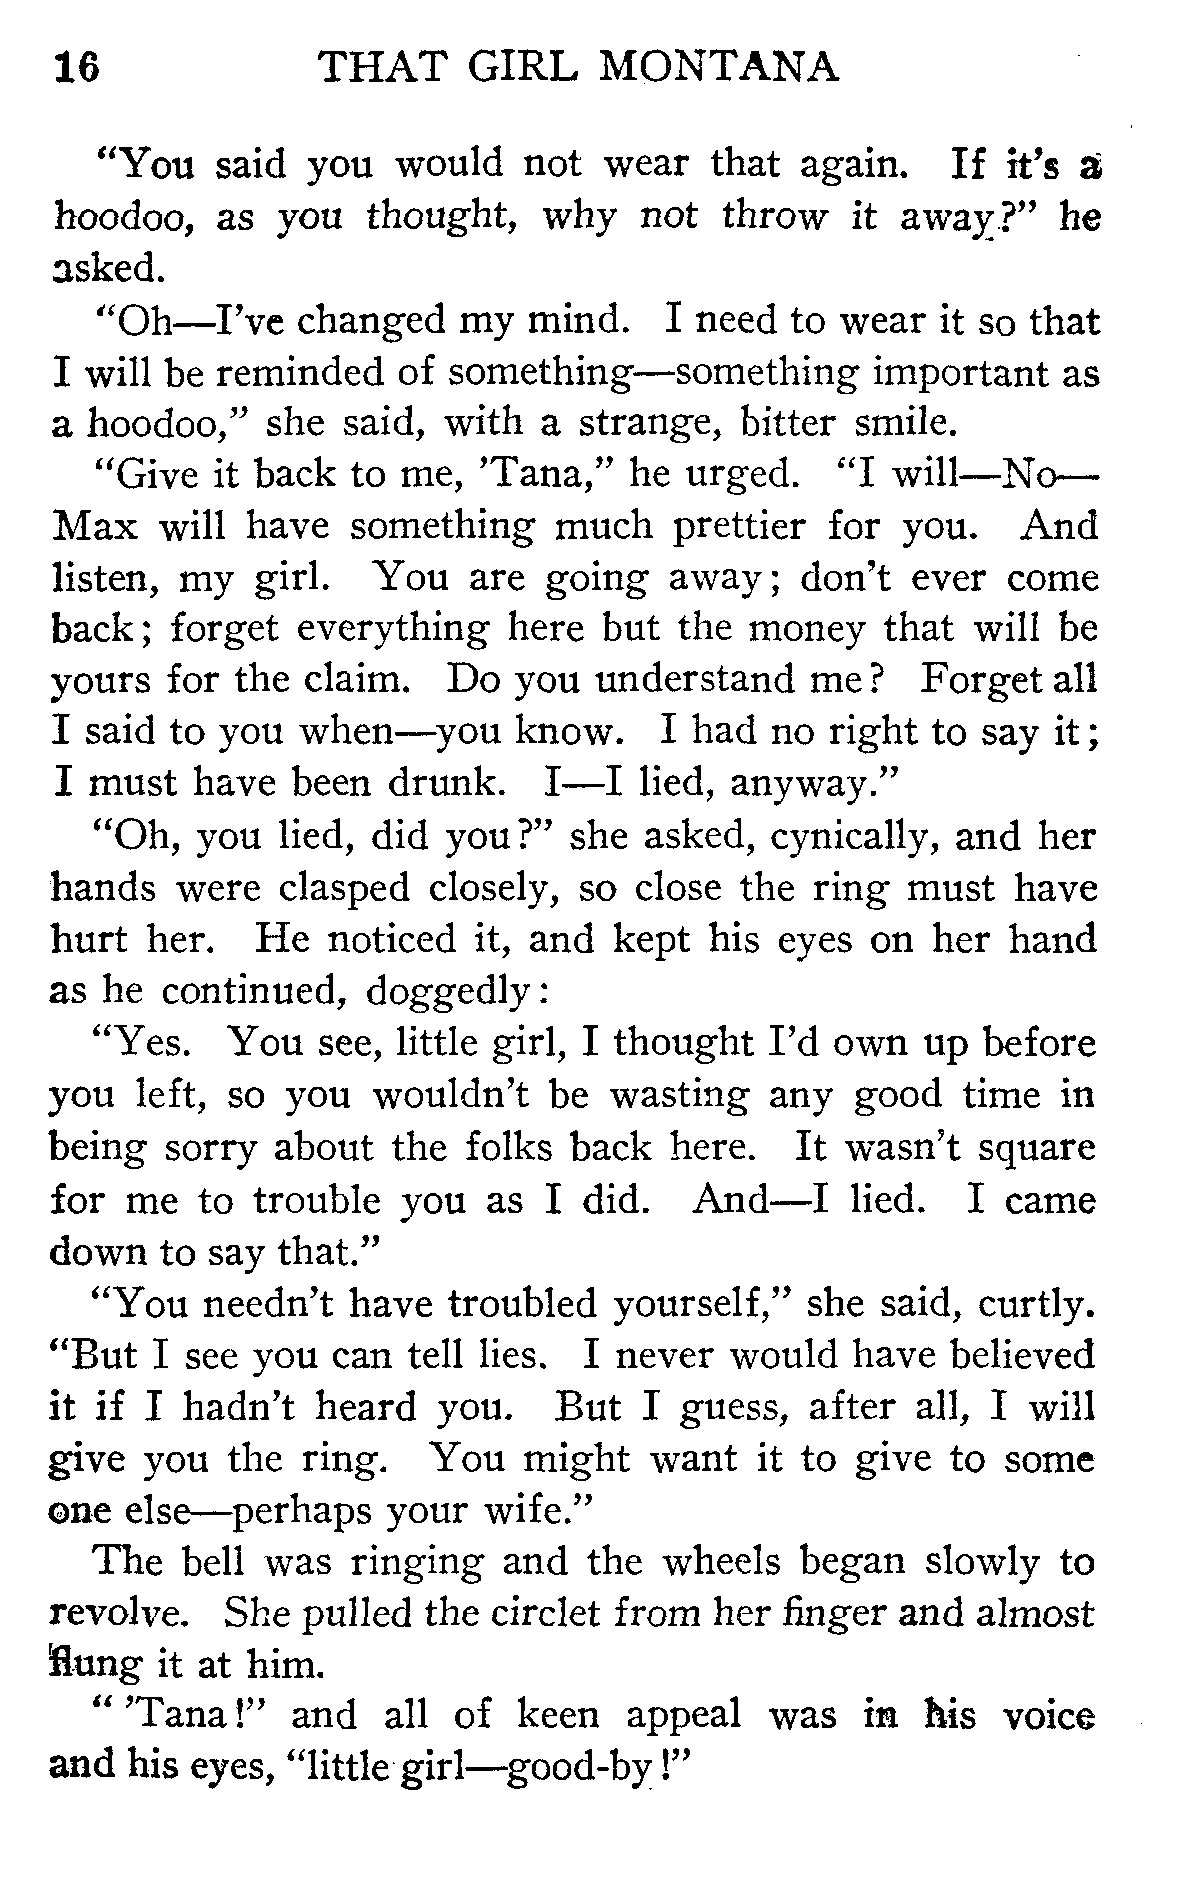 16 THAT GIRL MONTANA
“You said you would not wear that again. If it’s a
hoodoo, as you thought, why not throw it away?” he
asked.
“Oh—I’ve changed my mind. I need to wear it so that
I will be reminded of something—something important as
a hoodoo,” she said, with a strange, bitter smile.
“Give it back to me, ’Tana,” he urged. “I will—No—
Max will have something much prettier for you. And
listen, my girl. You are going away; don’t ever come
back; forget everything here but the money that will be
yours for the claim. Do you understand me? Forget all
I said to you when—you know. I had no right to say it;
I must have been drunk. I—I lied, anyway.”
“Oh, you lied, did you?” she asked, cynically, and her
hands were clasped closely, so close the ring must have
hurt her. He noticed it, and kept his eyes on her hand
as he continued, doggedly:
“Yes. You see, little girl, I thought I’d own up before
you left, so you wouldn’t be wasting any good time in
being sorry about the folks back here. It wasn’t square
for me to trouble you as I did. And—I lied. I came
down to say that.”
“You needn’t have troubled yourself,” she said, curtly.
“But I see you can tell lies. I never would have believed
it if I hadn’t heard you. But I guess, after all, I will
give you the ring. You might want it to give to some
one else—perhaps your wife.”
The bell was ringing and the wheels began slowly to
revolve. She pulled the circlet from her finger and almost
flung it at him.
“ ’Tana!” and all of keen appeal was in his voice
and his eyes, “little girl—good-by!”